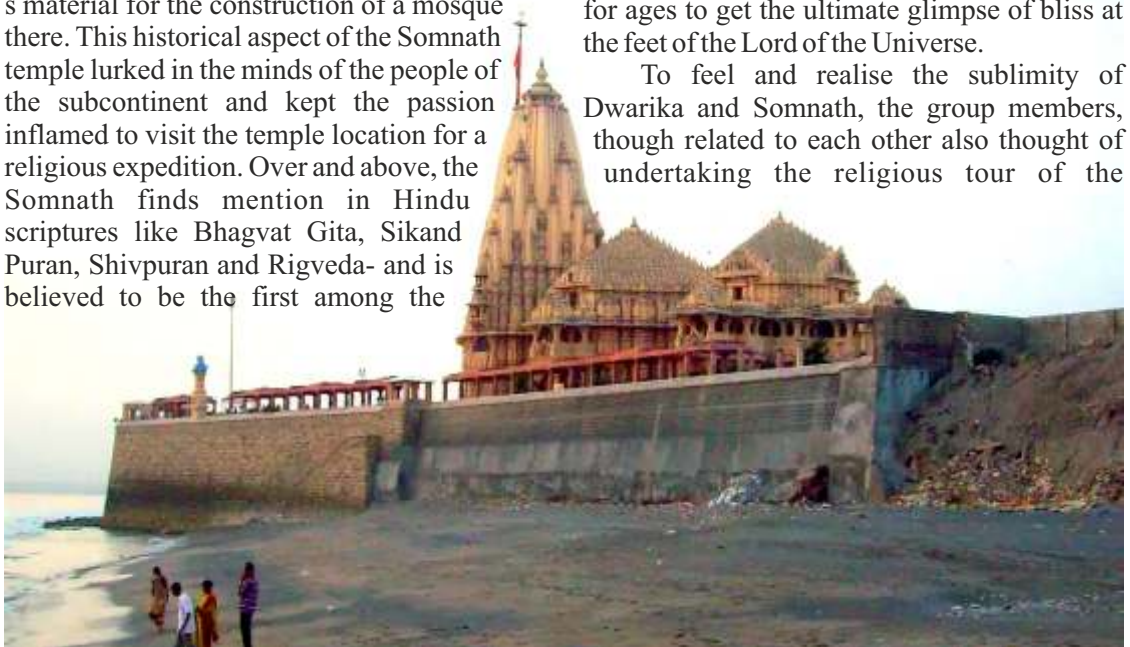 s material for the construction of a mosque
there. This historical aspect of the Somnath
temple lurked in the minds of the people of
the subcontinent and kept the passion
inflamed to visit the temple location for a
religious expedition. Over and above, the
Somnath finds mention in Hindu
scriptures like Bhagvat Gita, Sikand
Puran, Shivpuran and Rigveda- and is
believed to be the first among the
for ages to get the ultimate glimpse of bliss at
the feet of the Lord of the Universe.
To feel and realise the sublimity of
Dwarika and Somnath, the group members,
though related to each other also thought of
undertaking the religious tour of the